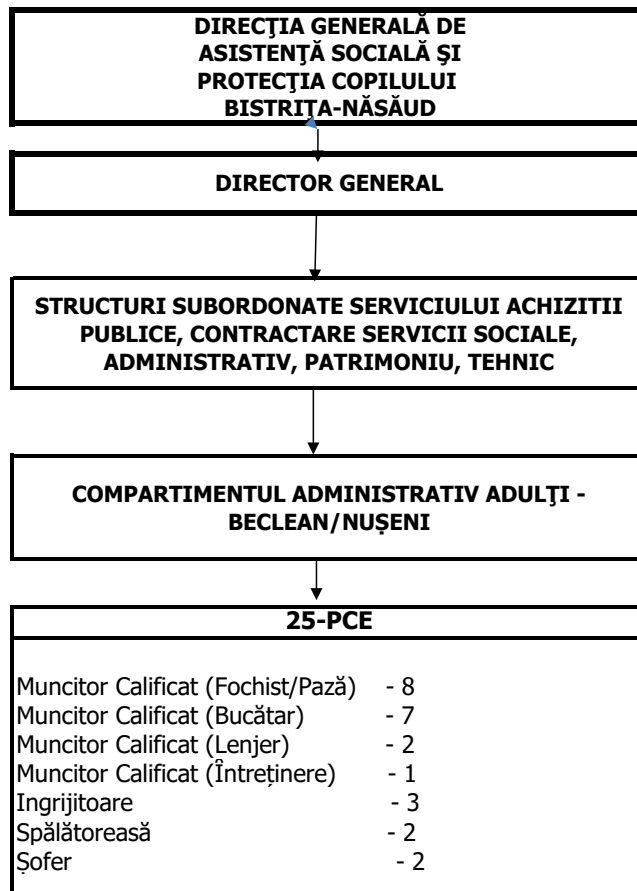 DIRECŢIA GENERALĂ DE
ASISTENŢĂ SOCIALĂ ŞI
PROTECŢIA COPILULUI
BISTRIŢA-NĂSĂUD
DIRECTOR GENERAL
STRUCTURI SUBORDONATE SERVICIULUI ACHIZITII
PUBLICE, CONTRACTARE SERVICII SOCIALE,
ADMINISTRATIV, PATRIMONIU, TEHNIC
COMPARTIMENTUL ADMINISTRATIV ADULŢI -
BECLEAN/NUȘENI
25-PCE
Muncitor Calificat (Fochist/Pază) - 8
Muncitor Calificat (Bucătar) - 7
Muncitor Calificat (Lenjer) - 2
Muncitor Calificat (Întreținere) - 1
Ingrijitoare - 3
Spălătoreasă - 2
Șofer - 2